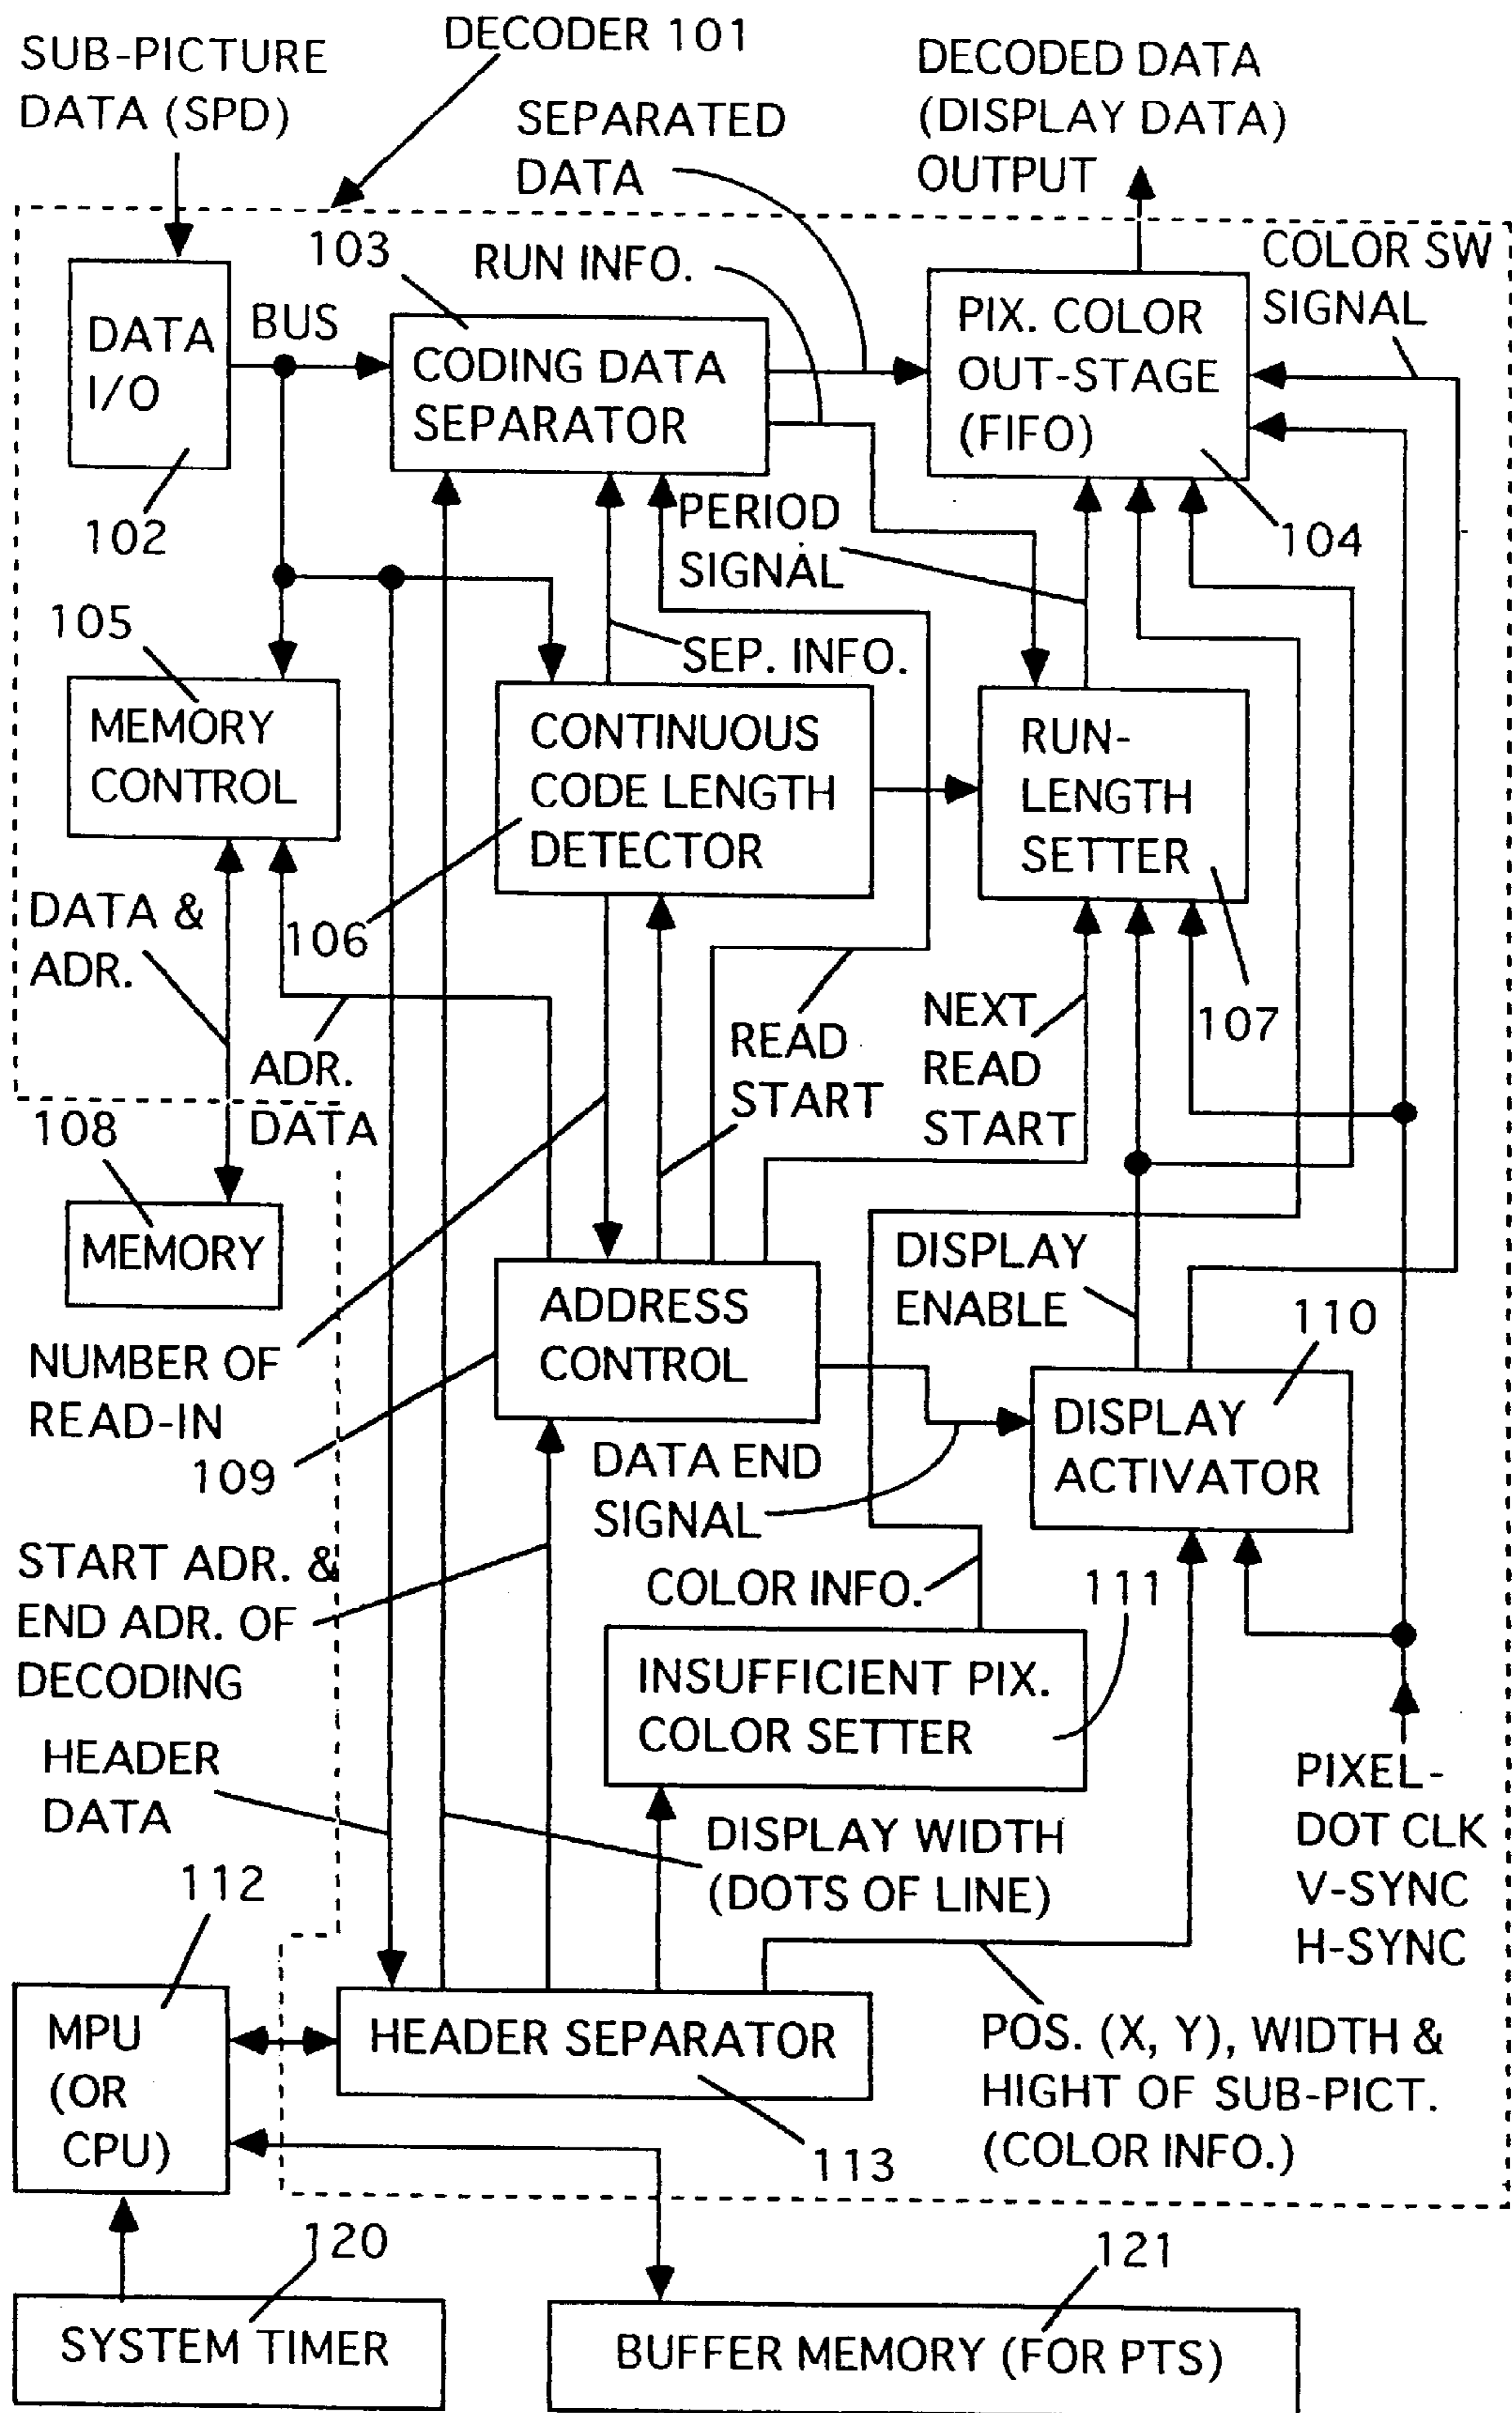 DECODER 101
SUB-PICTURE
DATA (SPD)
SEPARATED
DATA
DECODED DATA
(DISPLAY DATA)
OUTPUT
103
RUN INFO.
COLOR SW
SIGNAL
DATA
I/O
BUS
CODING DATA
SEPARATOR
PIX. COLOR
OUT-STAGE
(FIFO)
102
PERIOD
SIGNAL
104
105
SEP. INFO.
MEMORY
CONTROL
CONTINUOUS
CODE LENGTH
DETECTOR
RUN-
LENGTH
SETTER
DATA &
ADR.
106
107
ADR.
READ
START
NEXT
READ
START
108
DATA
MEMORY
DISPLAY
ENABLE
ADDRESS
CONTROL
110
NUMBER OF
READ-IN
109
DISPLAY
ACTIVATOR
DATA END
SIGNAL
START ADR. &
END ADR. OF
DECODING
COLOR INFO.
111
INSUFFICIENT PIX.
COLOR SETTER
HEADER
DATA
PIXEL-
DOT CLK
V-SYNC
H-SYNC
DISPLAY WIDTH
(DOTS OF LINE)
112
MPU
(OR
CPU)
HEADER SEPARATOR
POS. (X, Y), WIDTH &
HIGHT OF SUB-PICT.
(COLOR INFO.)
113
120
121
SYSTEM TIMER
BUFFER MEMORY (FOR PTS)